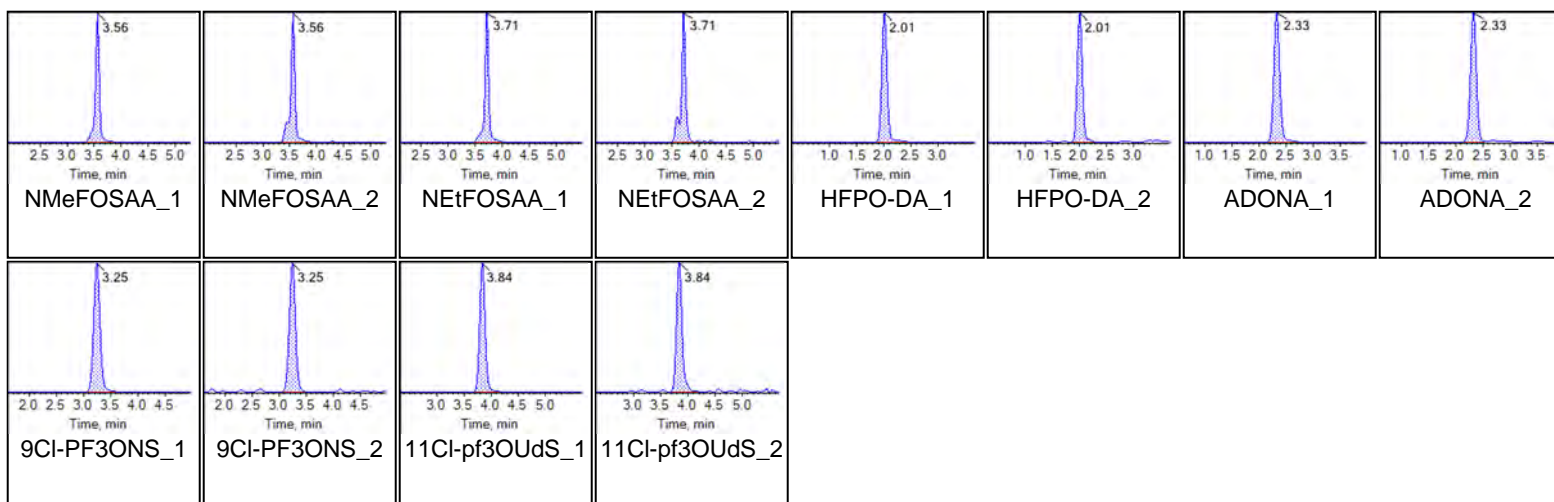 3.56 3.56 3.71 3.71 2.01 2.01 2.33 2.33
2.5 3.0 3.5 4.0 4.5 5.0 2.5 3.0 3.5 4.0 4.5 5.0 2.5 3.0 3.5 4.0 4.5 5.0 2.5 3.0 3.5 4.0 4.5 5.0 1.0 1.5 2.0 2.5 3.0 1.0 1.5 2.0 2.5 3.0 1.0 1.5 2.0 2.5 3.0 3.5 1.0 1.5 2.0 2.5 3.0 3.5
Time, min Time, min Time, min Time, min Time, min Time, min Time, min Time, min
NMeFOSAA_1 NMeFOSAA_2 NEtFOSAA_1 NEtFOSAA_2 HFPO-DA_1 HFPO-DA_2 ADONA_1 ADONA_2
3.25 3.25 3.84 3.84
2.0 2.5 3.0 3.5 4.0 4.5 2.0 2.5 3.0 3.5 4.0 4.5 3.0 3.5 4.0 4.5 5.0 3.0 3.5 4.0 4.5 5.0
Time, min Time, min Time, min Time, min
9Cl-PF3ONS_1 9Cl-PF3ONS_2 11Cl-pf3OUdS_1 11Cl-pf3OUdS_2